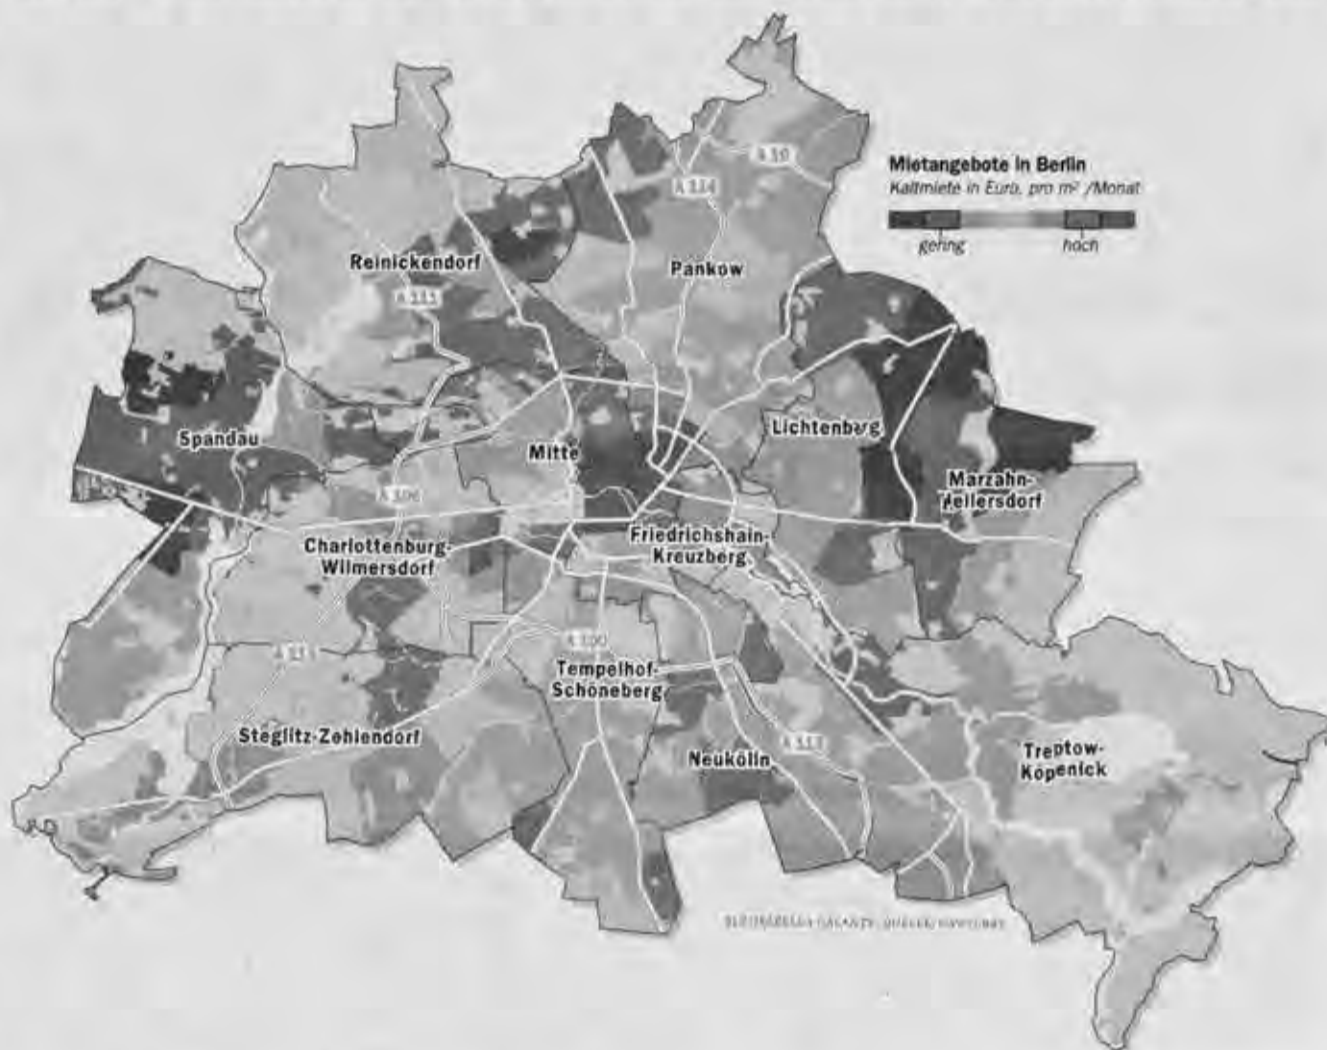 Mietangebote in Berlin
Kaltmiete in Euro, pro m² /Monat
gering
hoch
A 10
A 114
Reinickendorf
Pankow
A 111
Spandau
Mitte
Lichtenberg
A 100
Marzahn-
Hellersdorf
Charlottenburg-
Wilmersdorf
Friedrichshain-
Kreuzberg
A 100
A 115
Tempelhof-
Schöneberg
Steglitz-Zehlendorf
Neukölln
A 113
Treptow-
Köpenick